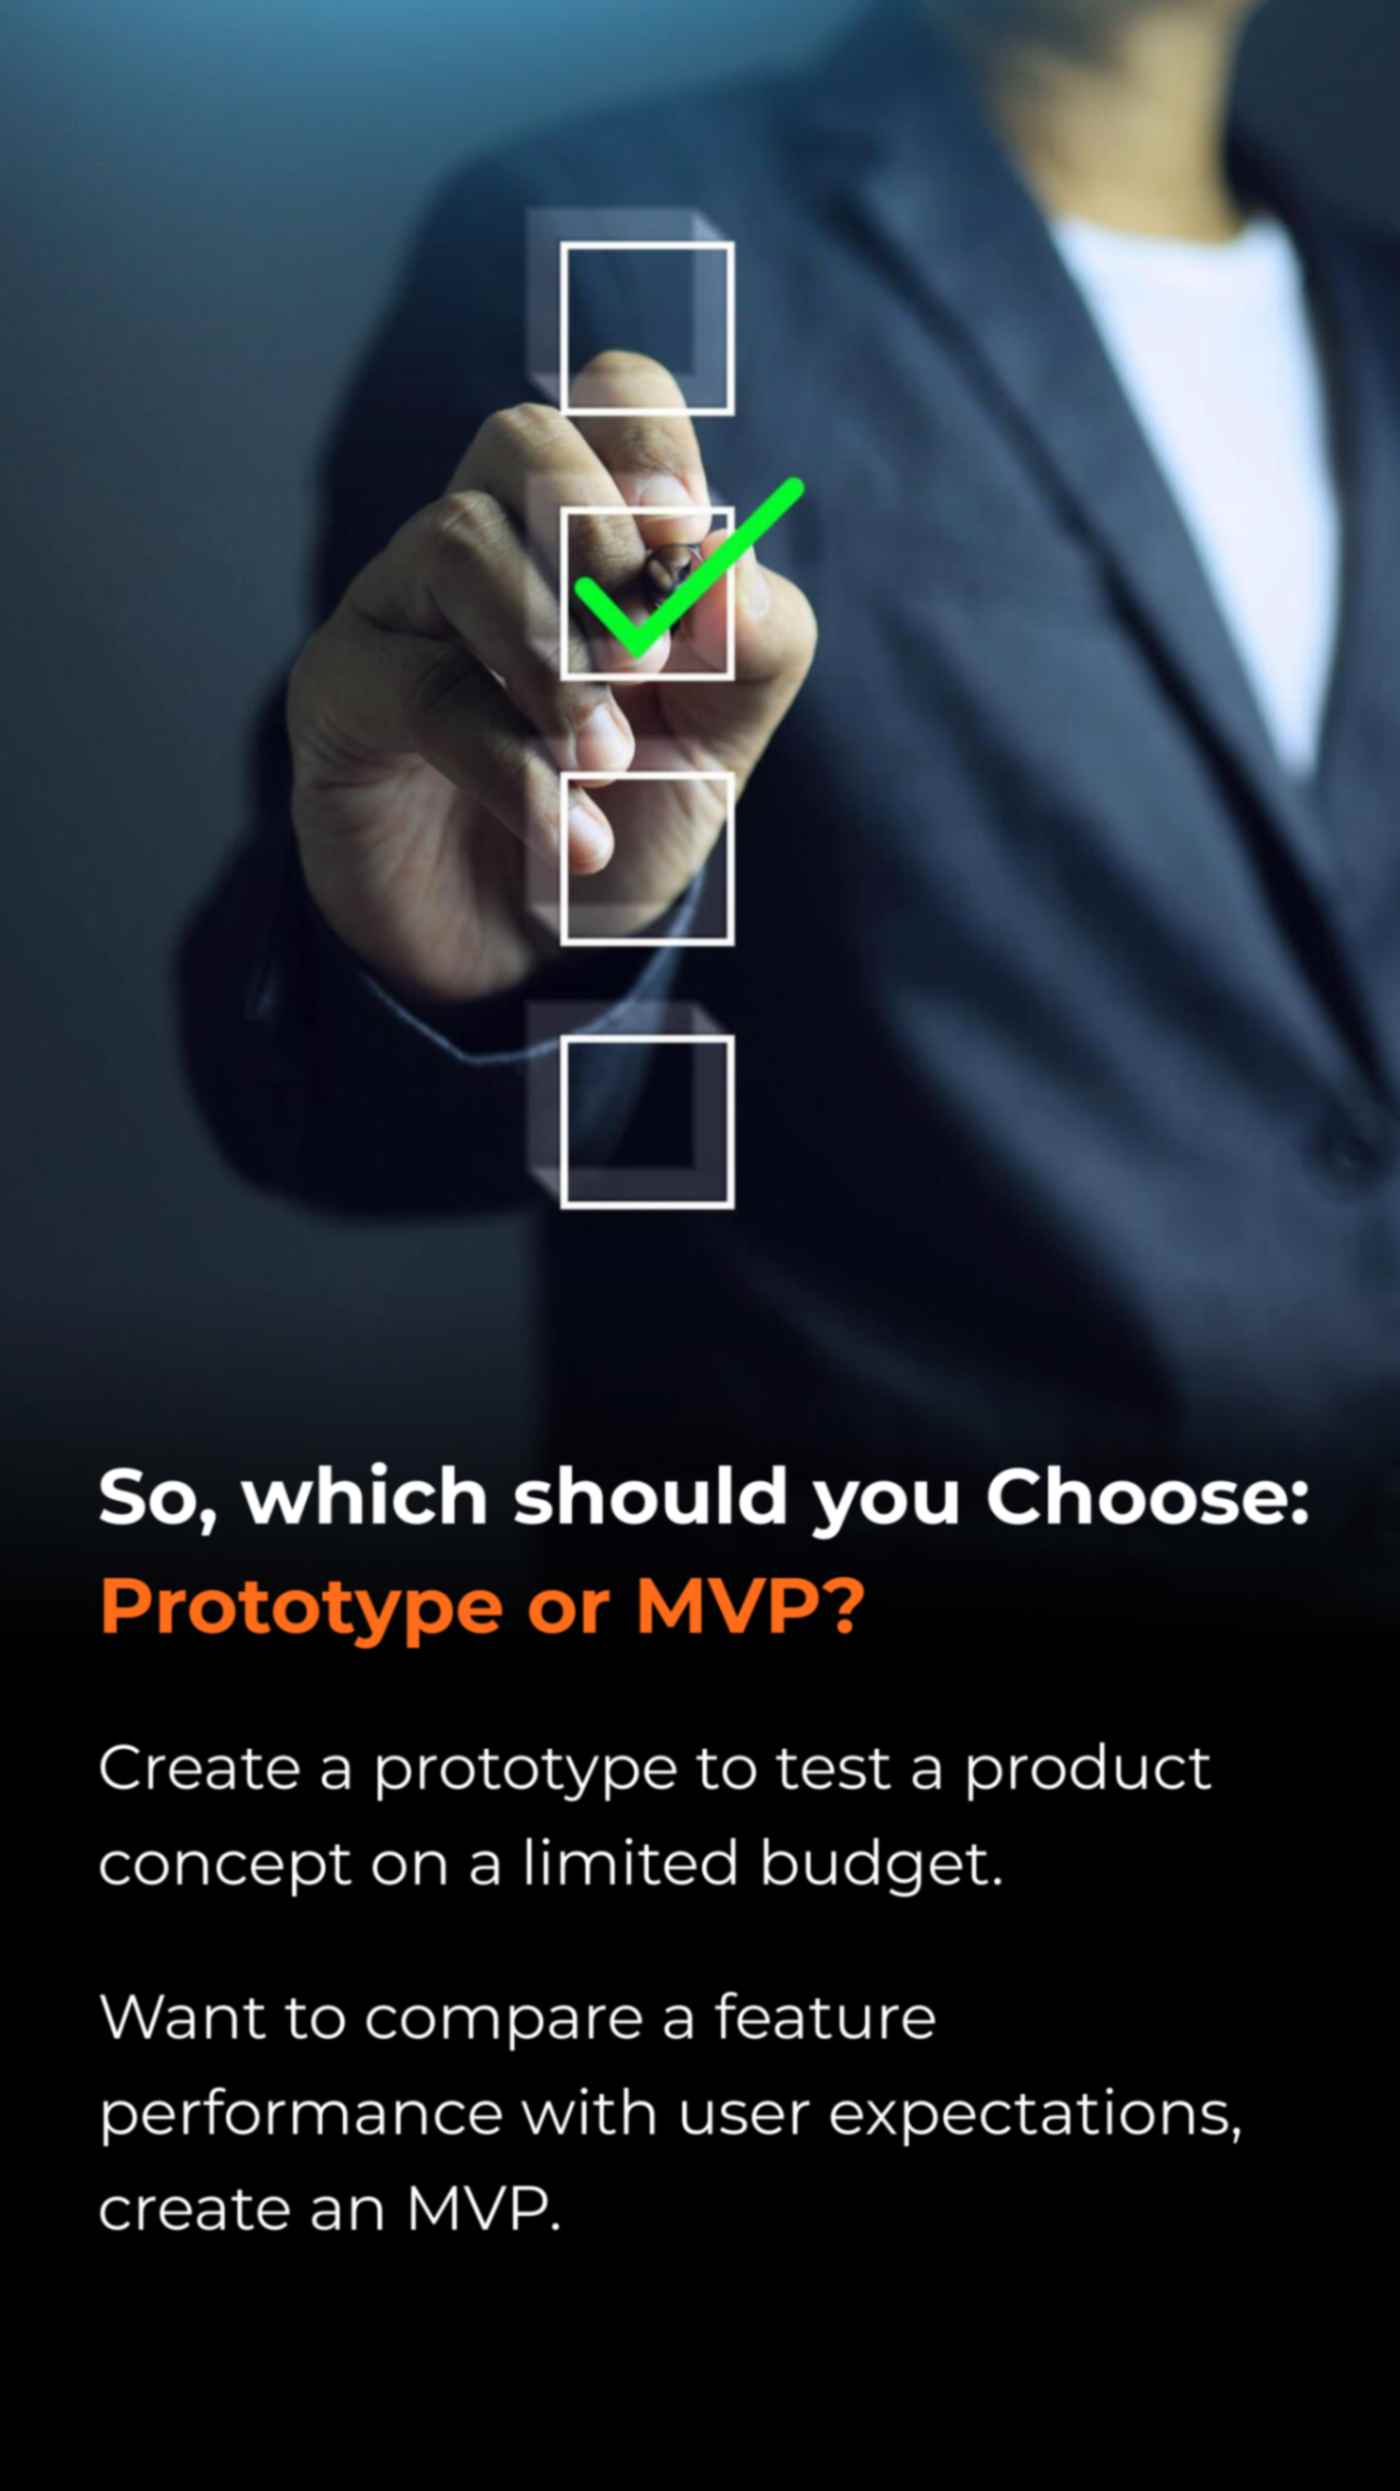 So, which should you Choose:
Prototype or MVP?
Create a prototype to test a product
concept on a limited budget.
Want to compare a feature
performance with user expectations,
create an MVP.